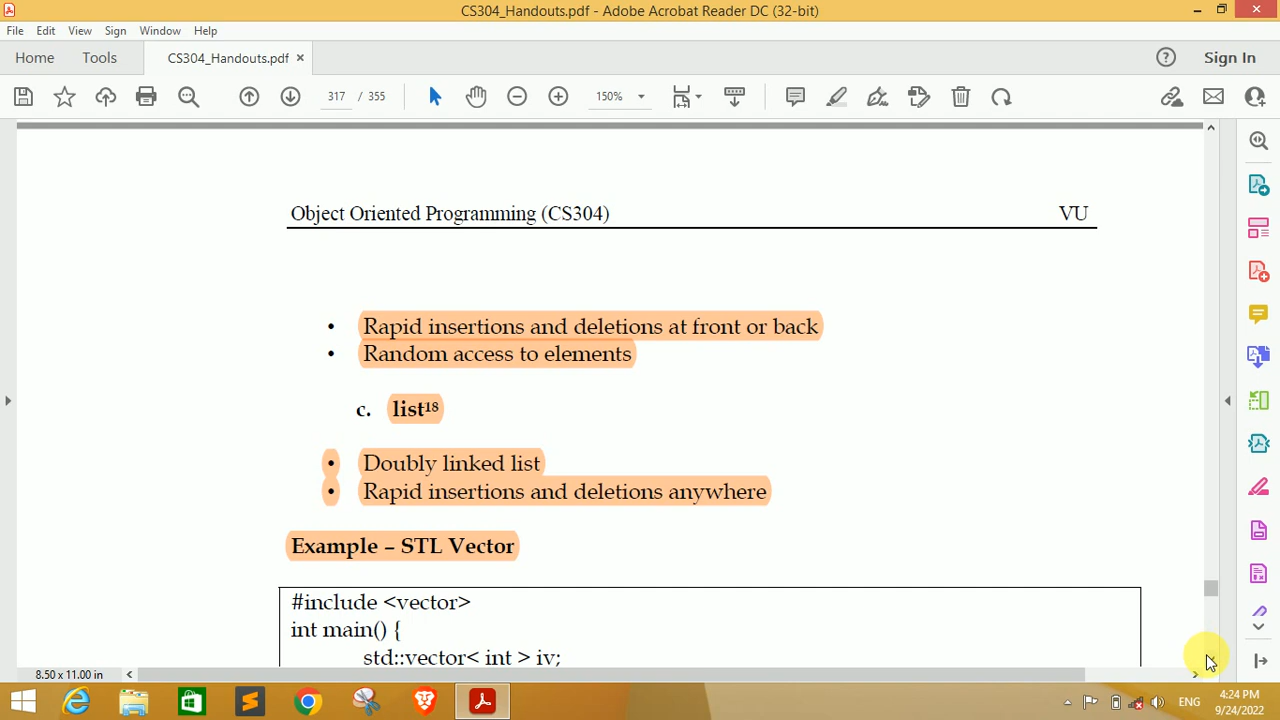 CS304_Handouts.pdf - Adobe Acrobat Reader DC (32-bit)
File Edit View Sign Window Help
Home Tools CS304_Handouts.pdf × Sign In
317 / 355 150%
Object Oriented Programming (CS304) VU
• Rapid insertions and deletions at front or back
• Random access to elements
c. list18
• Doubly linked list
• Rapid insertions and deletions anywhere
Example – STL Vector
#include <vector>
int main() {
std::vector< int > iv;
8.50 x 11.00 in
ENG
4:24 PM
9/24/2022